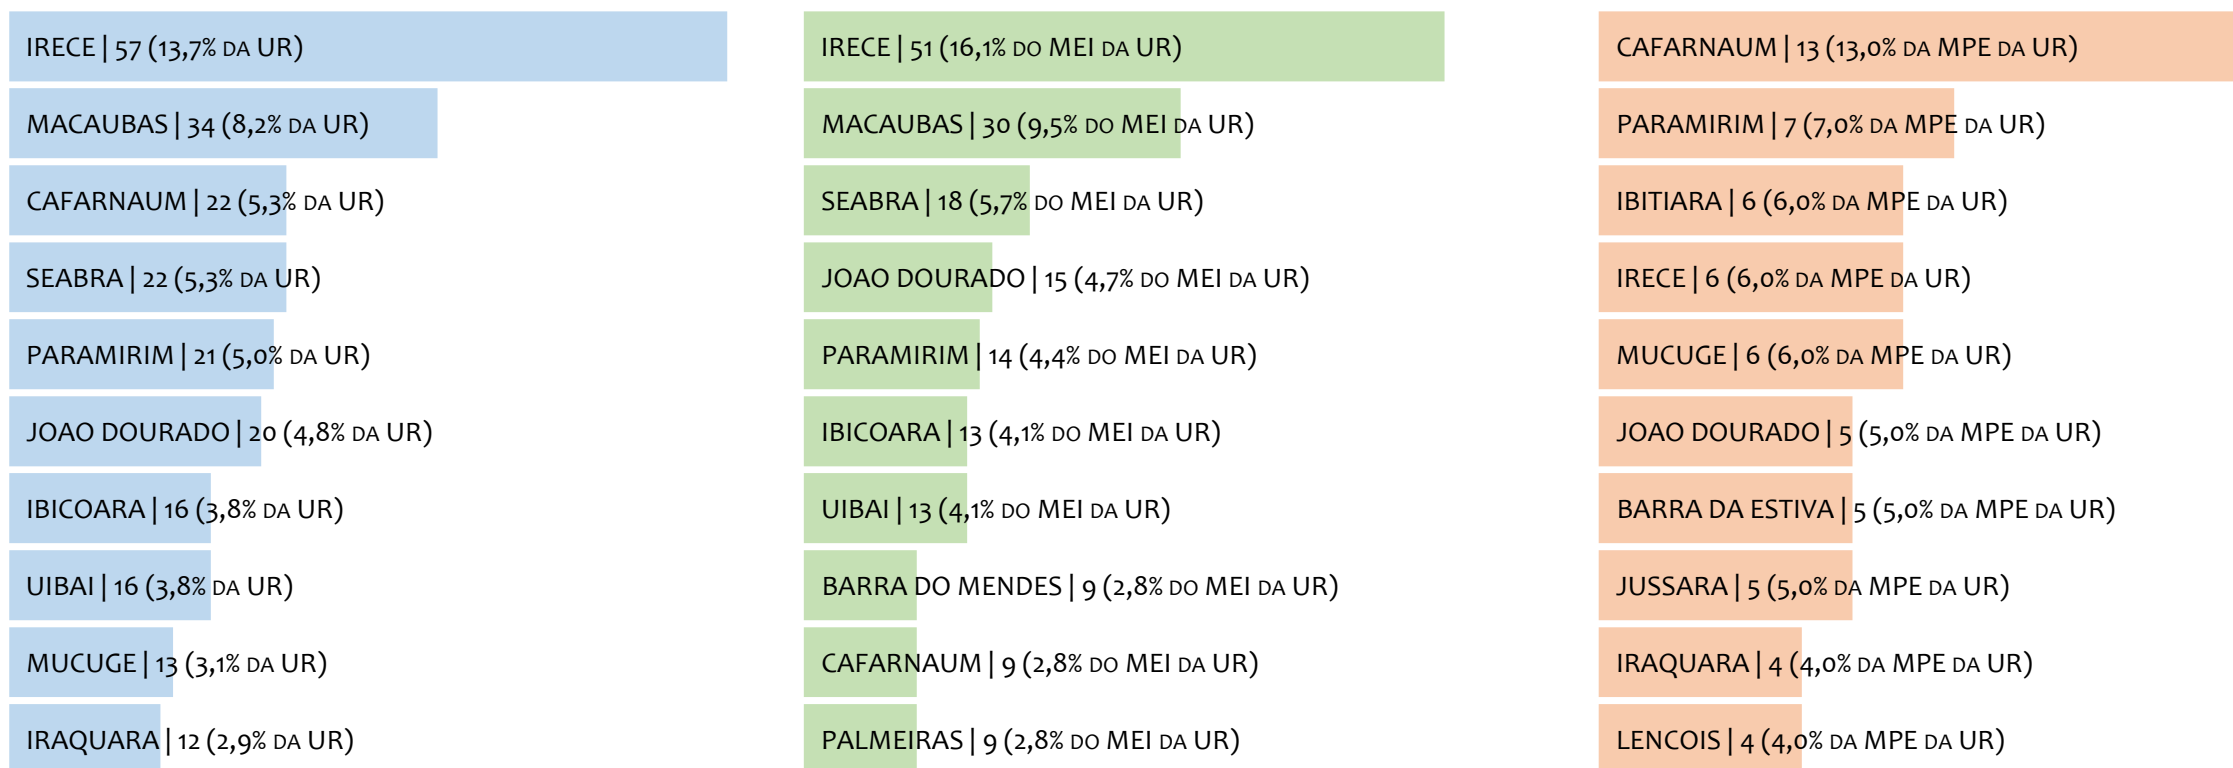 IRECE | 57 (13,7% DA UR)
MACAUBAS | 34 (8,2% DA UR)
CAFARNAUM | 22 (5,3% DA UR)
SEABRA | 22 (5,3% DA UR)
PARAMIRIM | 21 (5,0% DA UR)
JOAO DOURADO | 20 (4,8% DA UR)
IBICOARA | 16 (3,8% DA UR)
UIBAI | 16 (3,8% DA UR)
MUCUGE | 13 (3,1% DA UR)
IRAQUARA | 12 (2,9% DA UR)
IRECE | 51 (16,1% DO MEI DA UR)
MACAUBAS | 30 (9,5% DO MEI DA UR)
SEABRA | 18 (5,7% DO MEI DA UR)
JOAO DOURADO | 15 (4,7% DO MEI DA UR)
PARAMIRIM | 14 (4,4% DO MEI DA UR)
IBICOARA | 13 (4,1% DO MEI DA UR)
UIBAI | 13 (4,1% DO MEI DA UR)
BARRA DO MENDES | 9 (2,8% DO MEI DA UR)
CAFARNAUM | 9 (2,8% DO MEI DA UR)
PALMEIRAS | 9 (2,8% DO MEI DA UR)
CAFARNAUM | 13 (13,0% DA MPE DA UR)
PARAMIRIM | 7 (7,0% DA MPE DA UR)
IBITIARA | 6 (6,0% DA MPE DA UR)
IRECE | 6 (6,0% DA MPE DA UR)
MUCUGE | 6 (6,0% DA MPE DA UR)
JOAO DOURADO | 5 (5,0% DA MPE DA UR)
BARRA DA ESTIVA | 5 (5,0% DA MPE DA UR)
JUSSARA | 5 (5,0% DA MPE DA UR)
IRAQUARA | 4 (4,0% DA MPE DA UR)
LENCOIS | 4 (4,0% DA MPE DA UR)